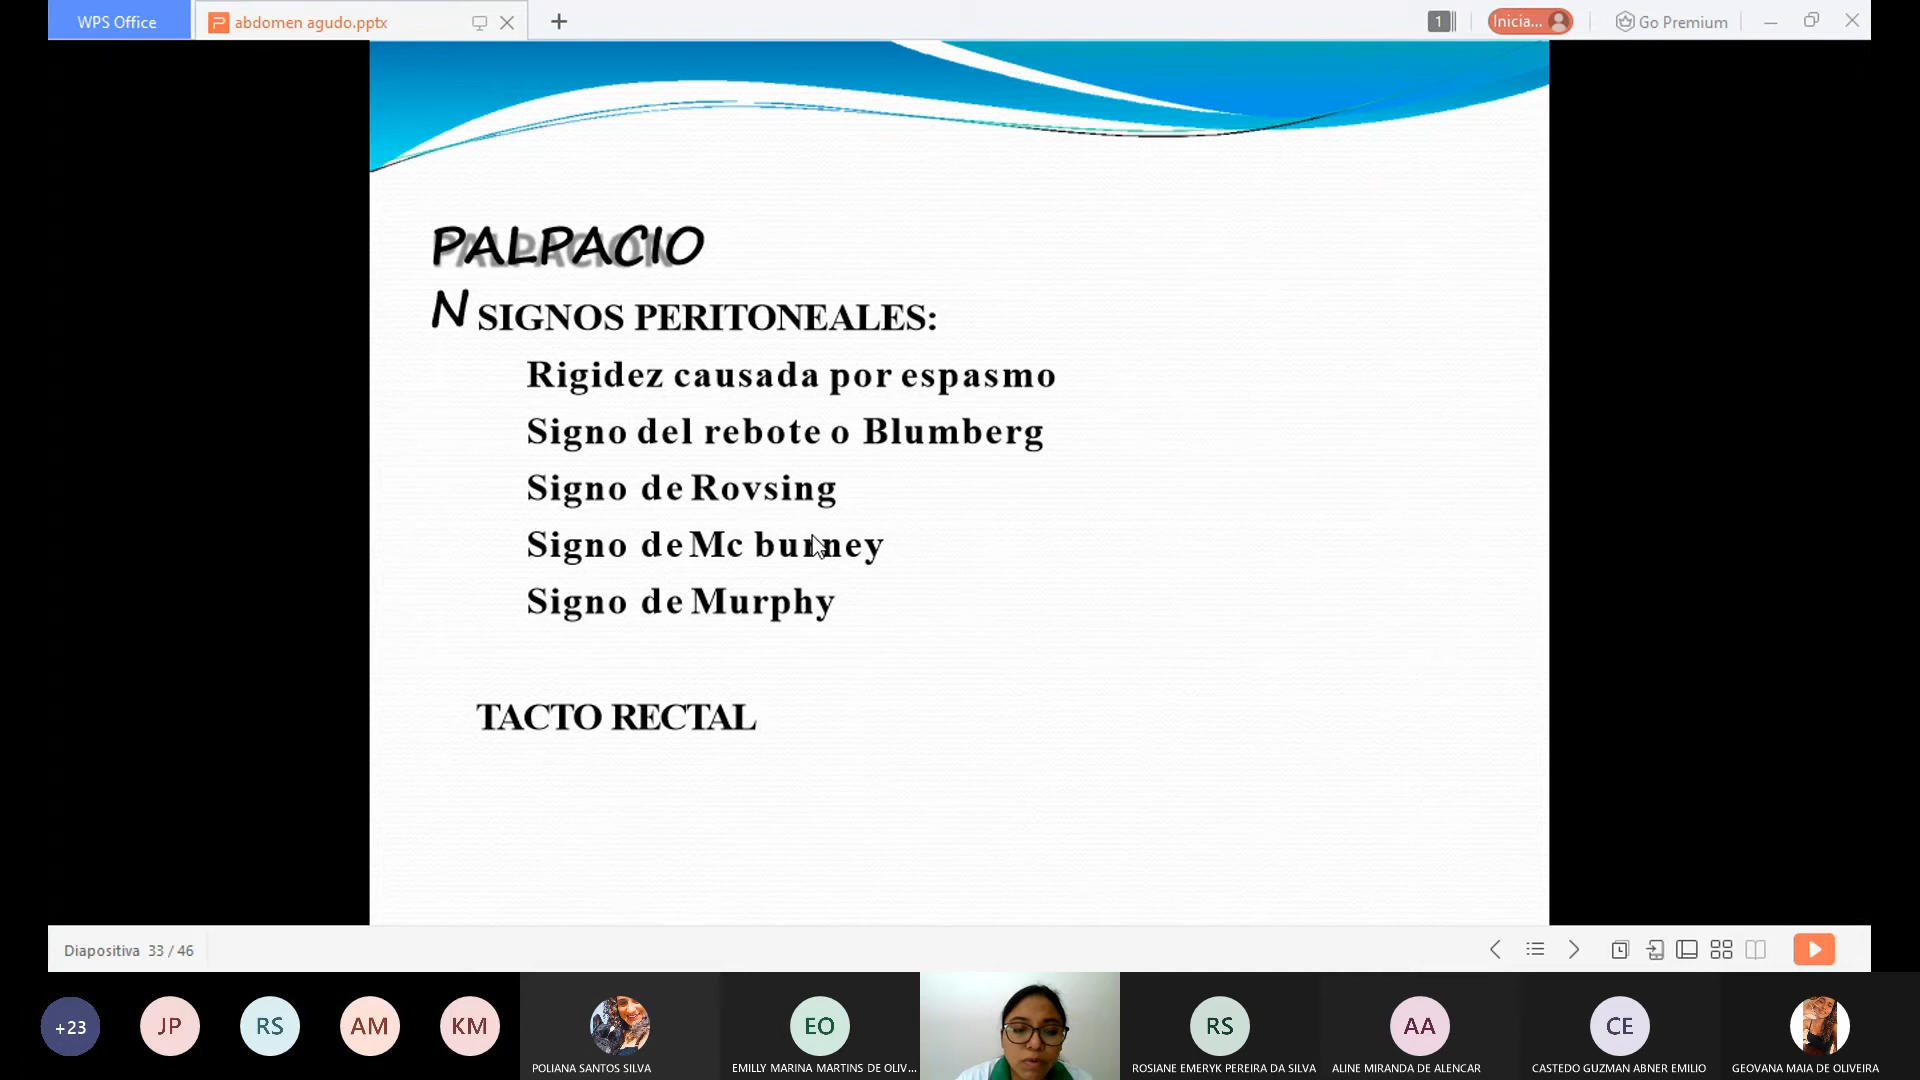 WPS Office
abdomen agudo.pptx
1
Inicia...
Go Premium
PALPACIO
N
SIGNOS PERITONEALES:
Rigidez causada por espasmo
Signo del rebote o Blumberg
Signo de Rovsing
Signo de Mc burney
Signo de Murphy
TACTO RECTAL
Diapositiva 33 / 46
+23
JP
RS
AM
KM
EO
RS
AA
CE
POLIANA SANTOS SILVA
EMILLY MARINA MARTINS DE OLIV...
ROSIANE EMERYK PEREIRA DA SILVA
ALINE MIRANDA DE ALENCAR
CASTEDO GUZMAN ABNER EMILIO
GEOVANA MAIA DE OLIVEIRA